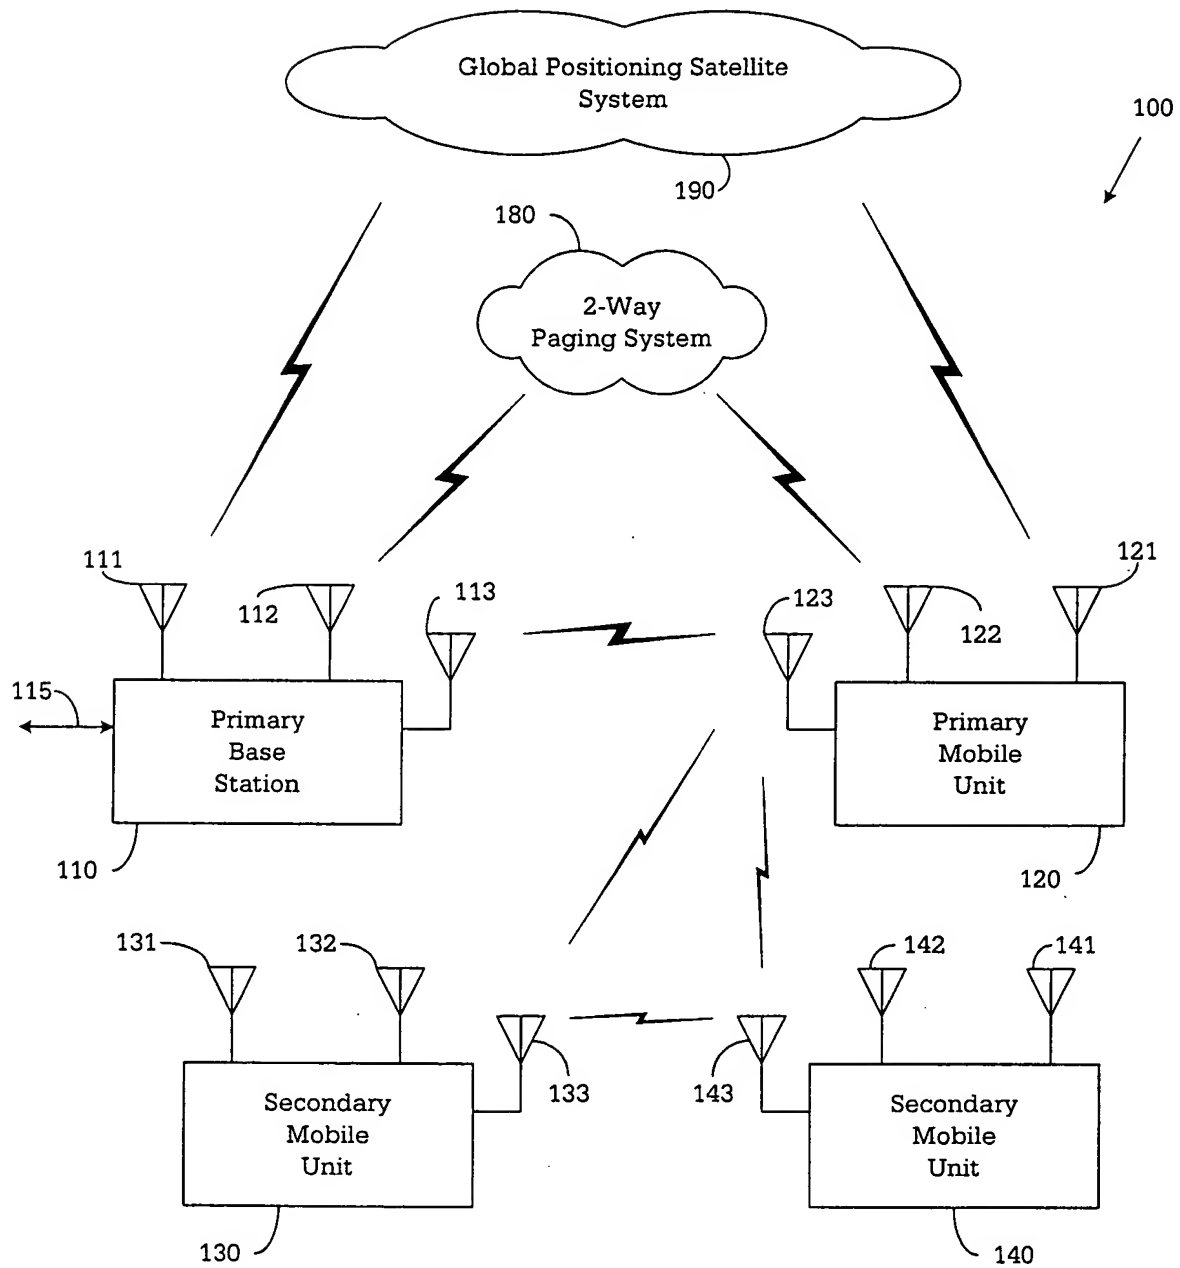 Global Positioning Satellite
System
100
190
180
2-Way
Paging System
111
112
113
123
122
121
115
Primary
Base
Station
Primary
Mobile
Unit
110
120
131
132
142
141
133
143
Secondary
Mobile
Unit
Secondary
Mobile
Unit
130
140